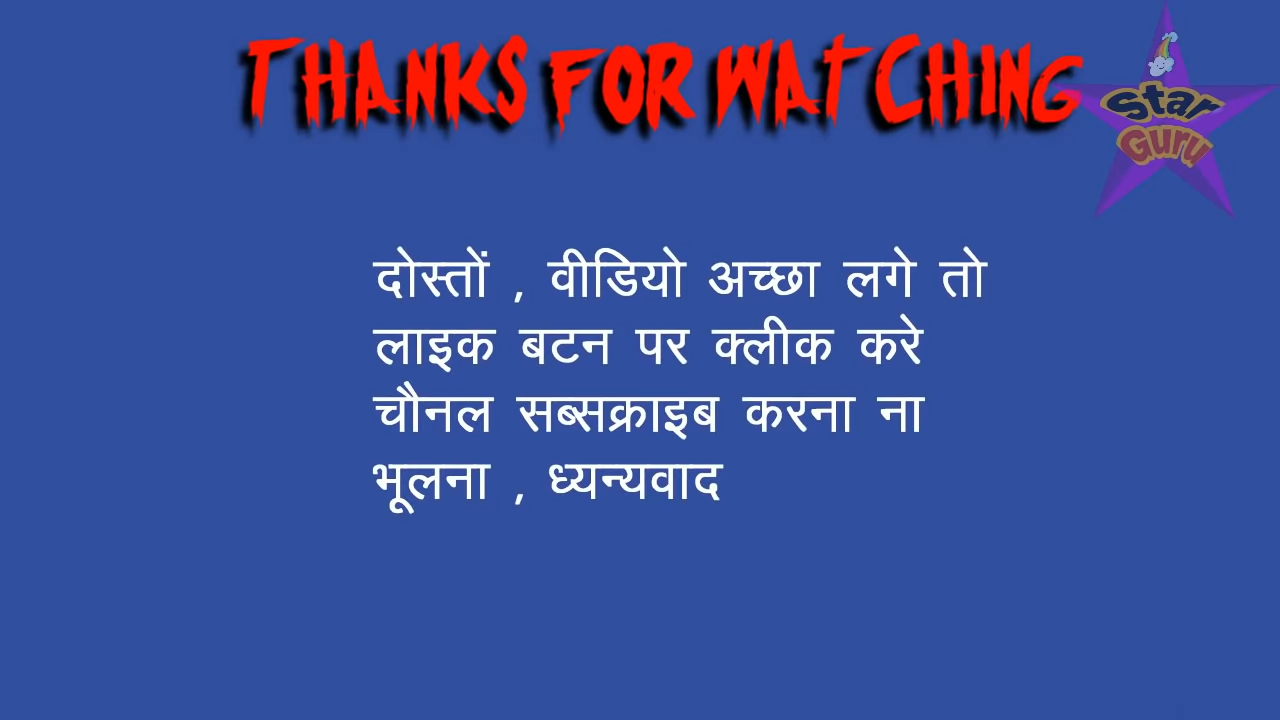 THANKS FOR WATCHING
Star
Guru
दोस्तों , वीडियो अच्छा लगे तो
लाइक बटन पर क्लीक करे
चौनल सब्सक्राइब करना ना
भूलना , ध्यन्यवाद